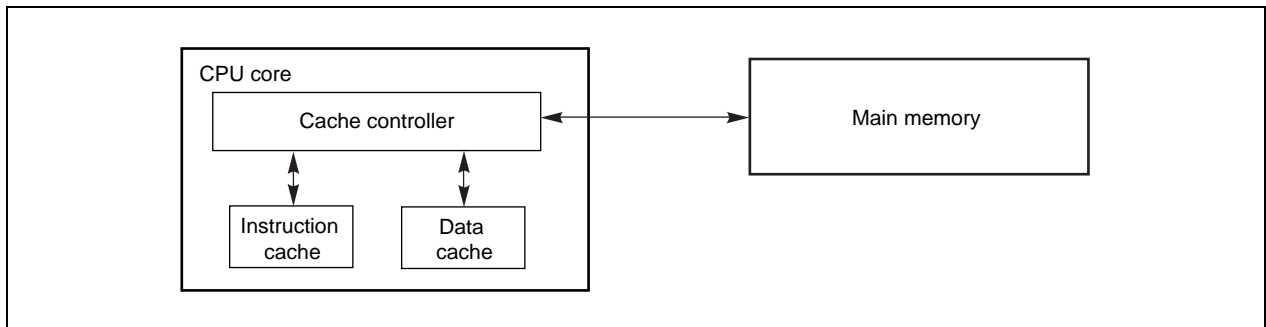 CPU core
Cache controller
Main memory
Instruction
cache
Data
cache